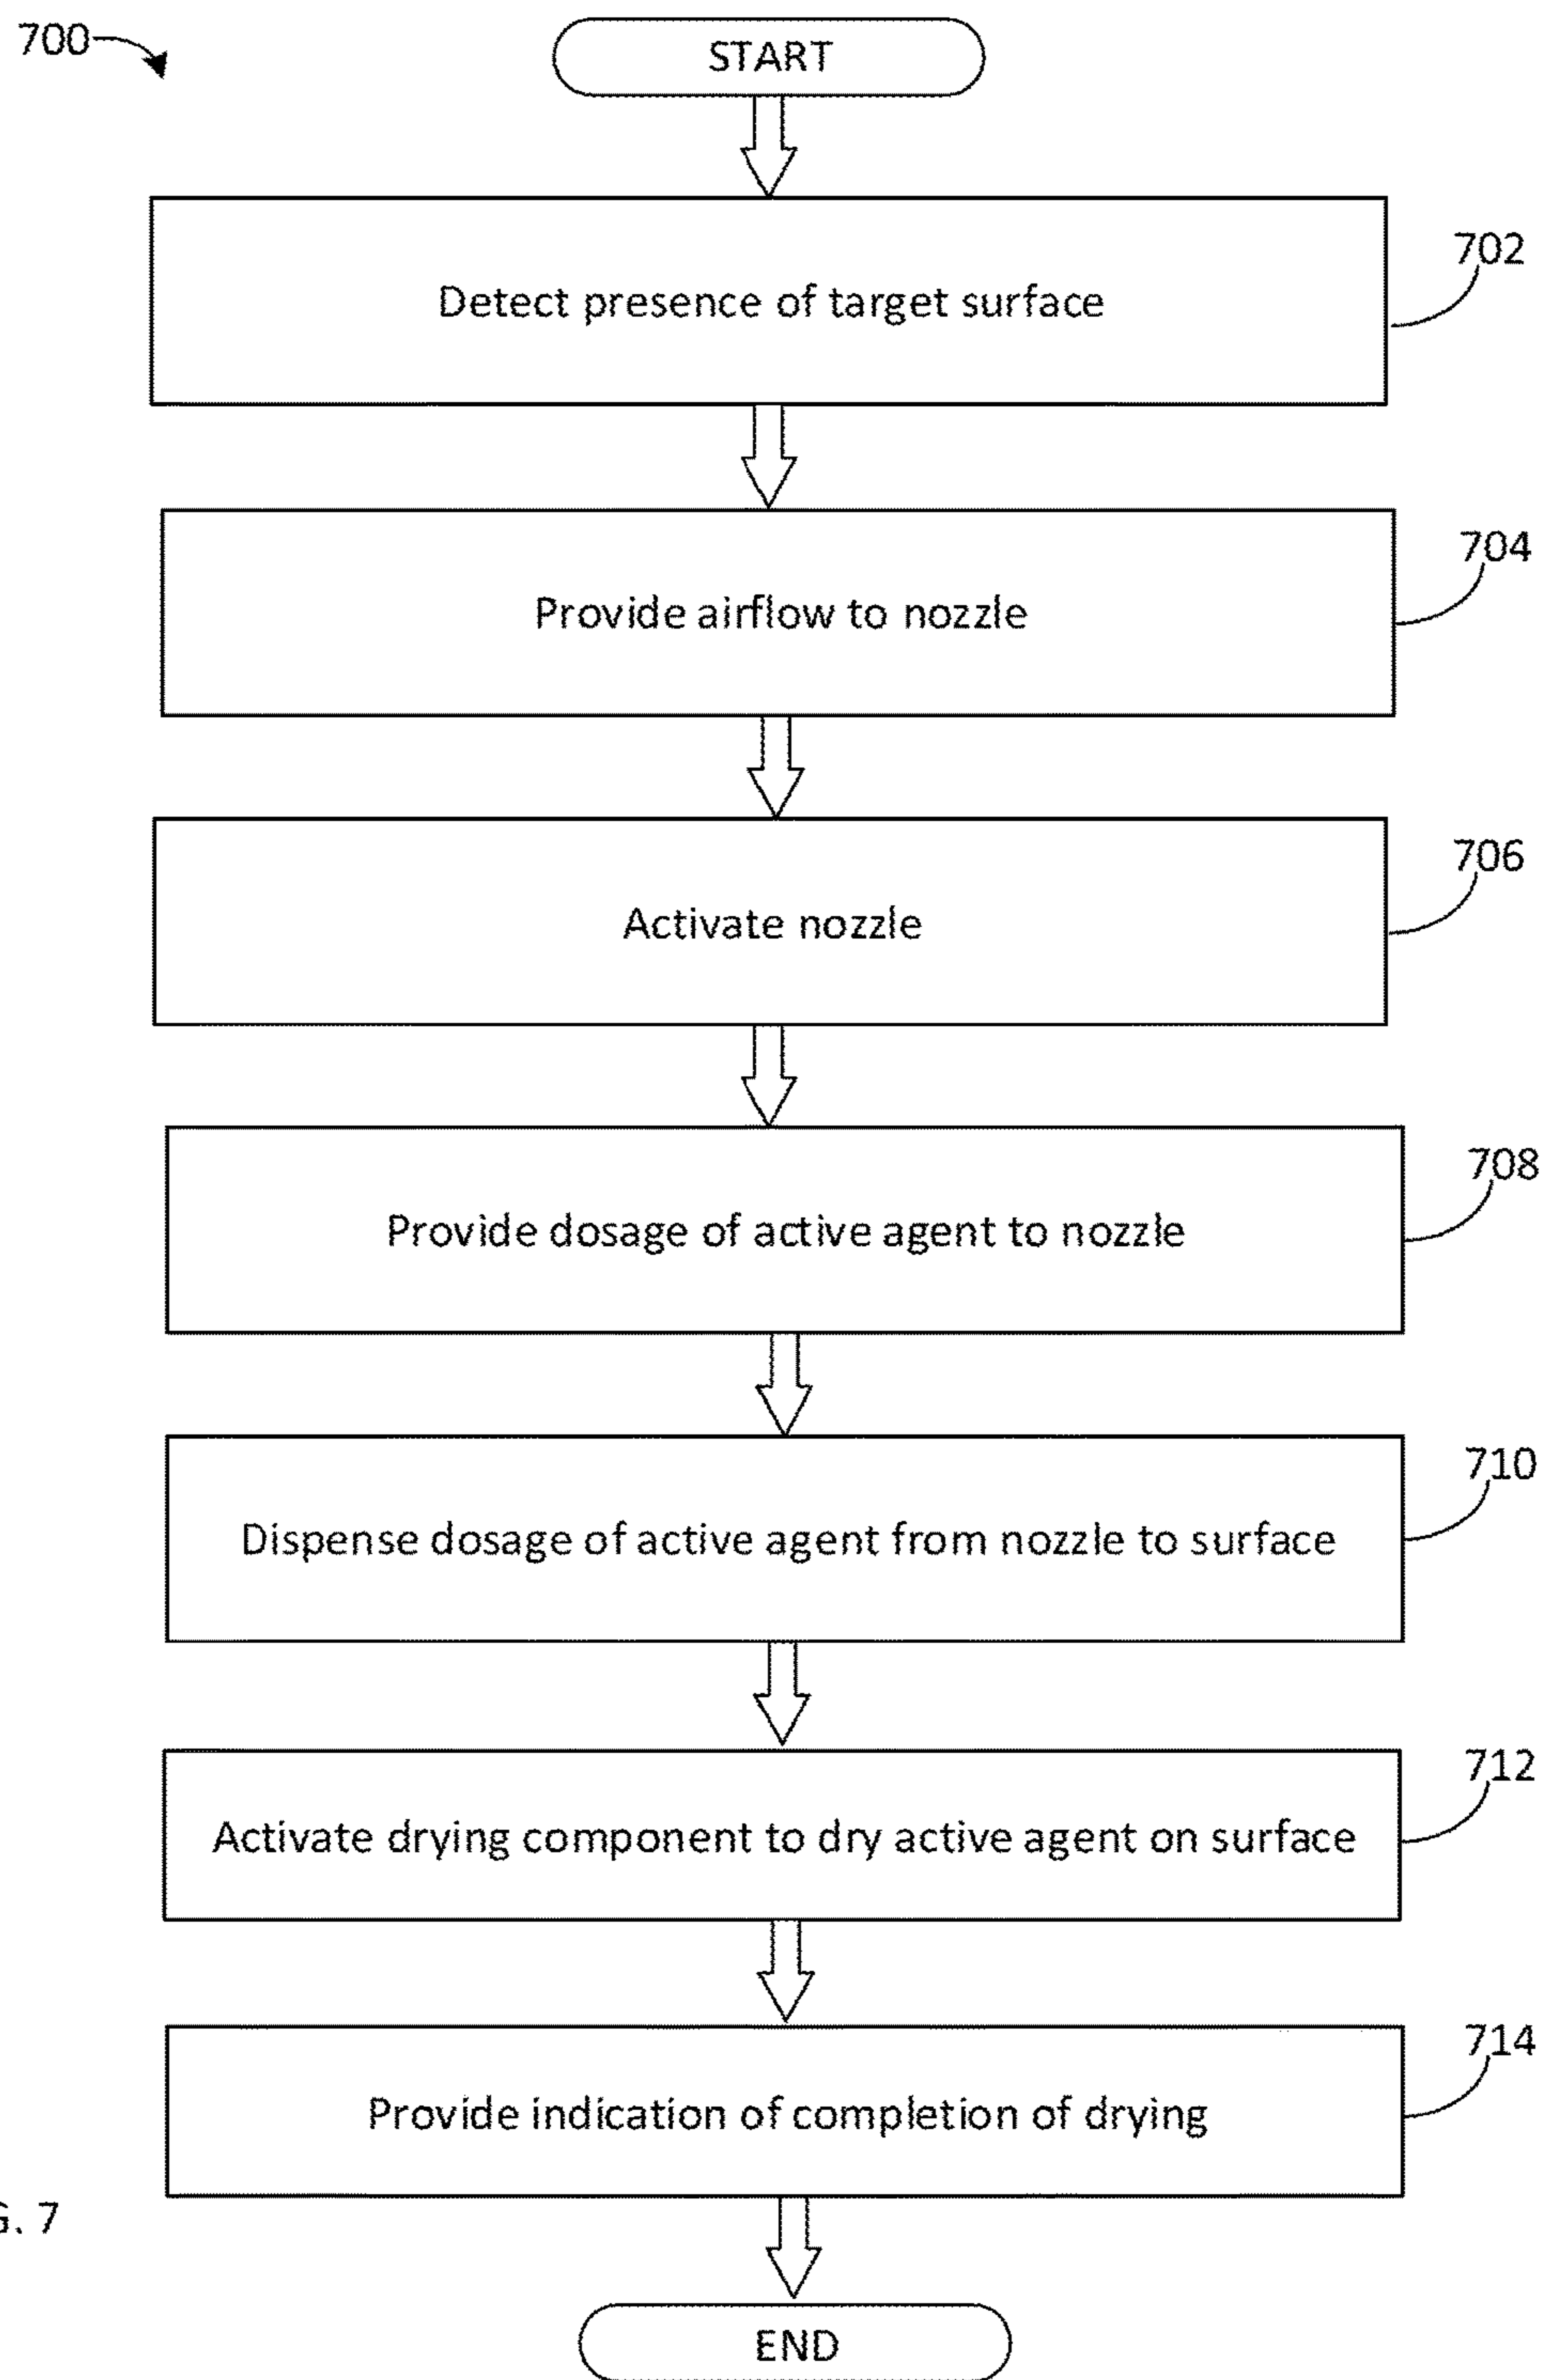 700
START
Detect presence of target surface
702
Provide airflow to nozzle
704
Activate nozzle
706
Provide dosage of active agent to nozzle
708
Dispense dosage of active agent from nozzle to surface
710
Activate drying component to dry active agent on surface
712
Provide indication of completion of drying
714
G. 7
END